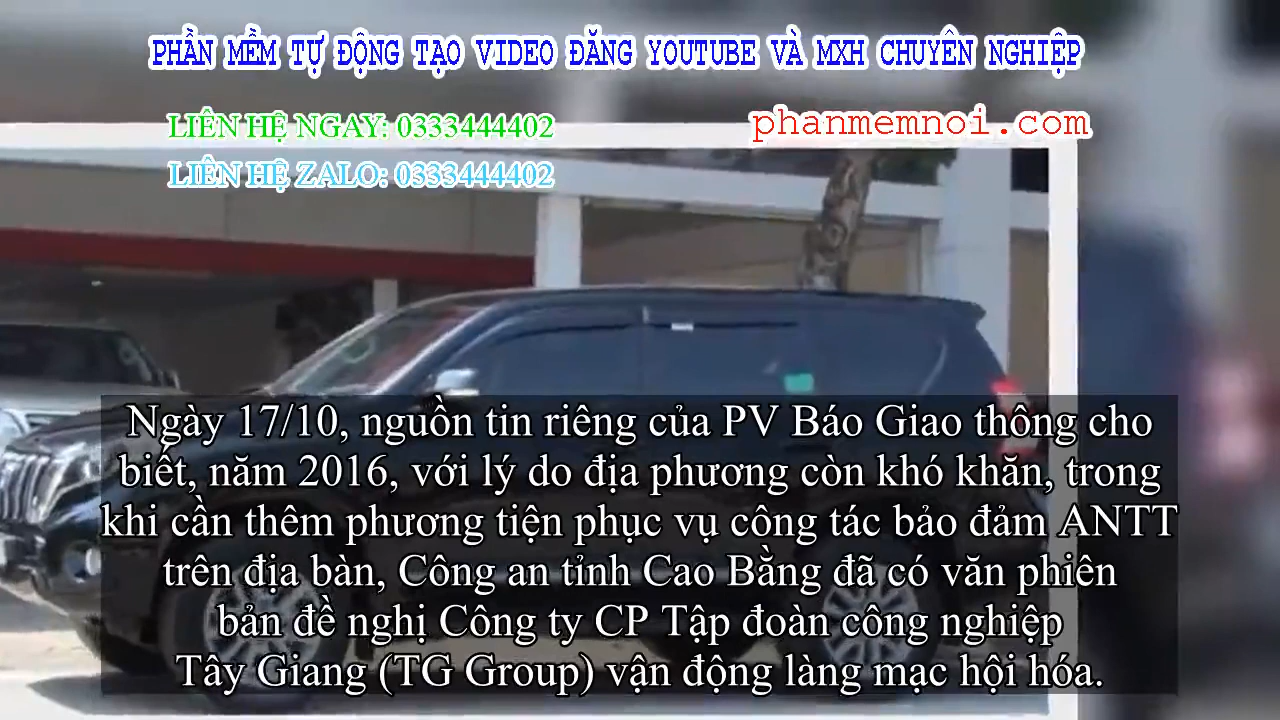 PHẦN MỀM TỰ ĐỘNG TẠO VIDEO ĐĂNG YOUTUBE VÀ MXH CHUYÊN NGHIỆP
LIÊN HỆ NGAY: 0333444402
phanmemnoi.com
LIÊN HỆ ZALO: 0333444402
Ngày 17/10, nguồn tin riêng của PV Báo Giao thông cho
biết, năm 2016, với lý do địa phương còn khó khăn, trong
khi cần thêm phương tiện phục vụ công tác bảo đảm ANTT
trên địa bàn, Công an tỉnh Cao Bằng đã có văn phiên
bản đề nghị Công ty CP Tập đoàn công nghiệp
Tây Giang (TG Group) vận động làng mạc hội hóa.